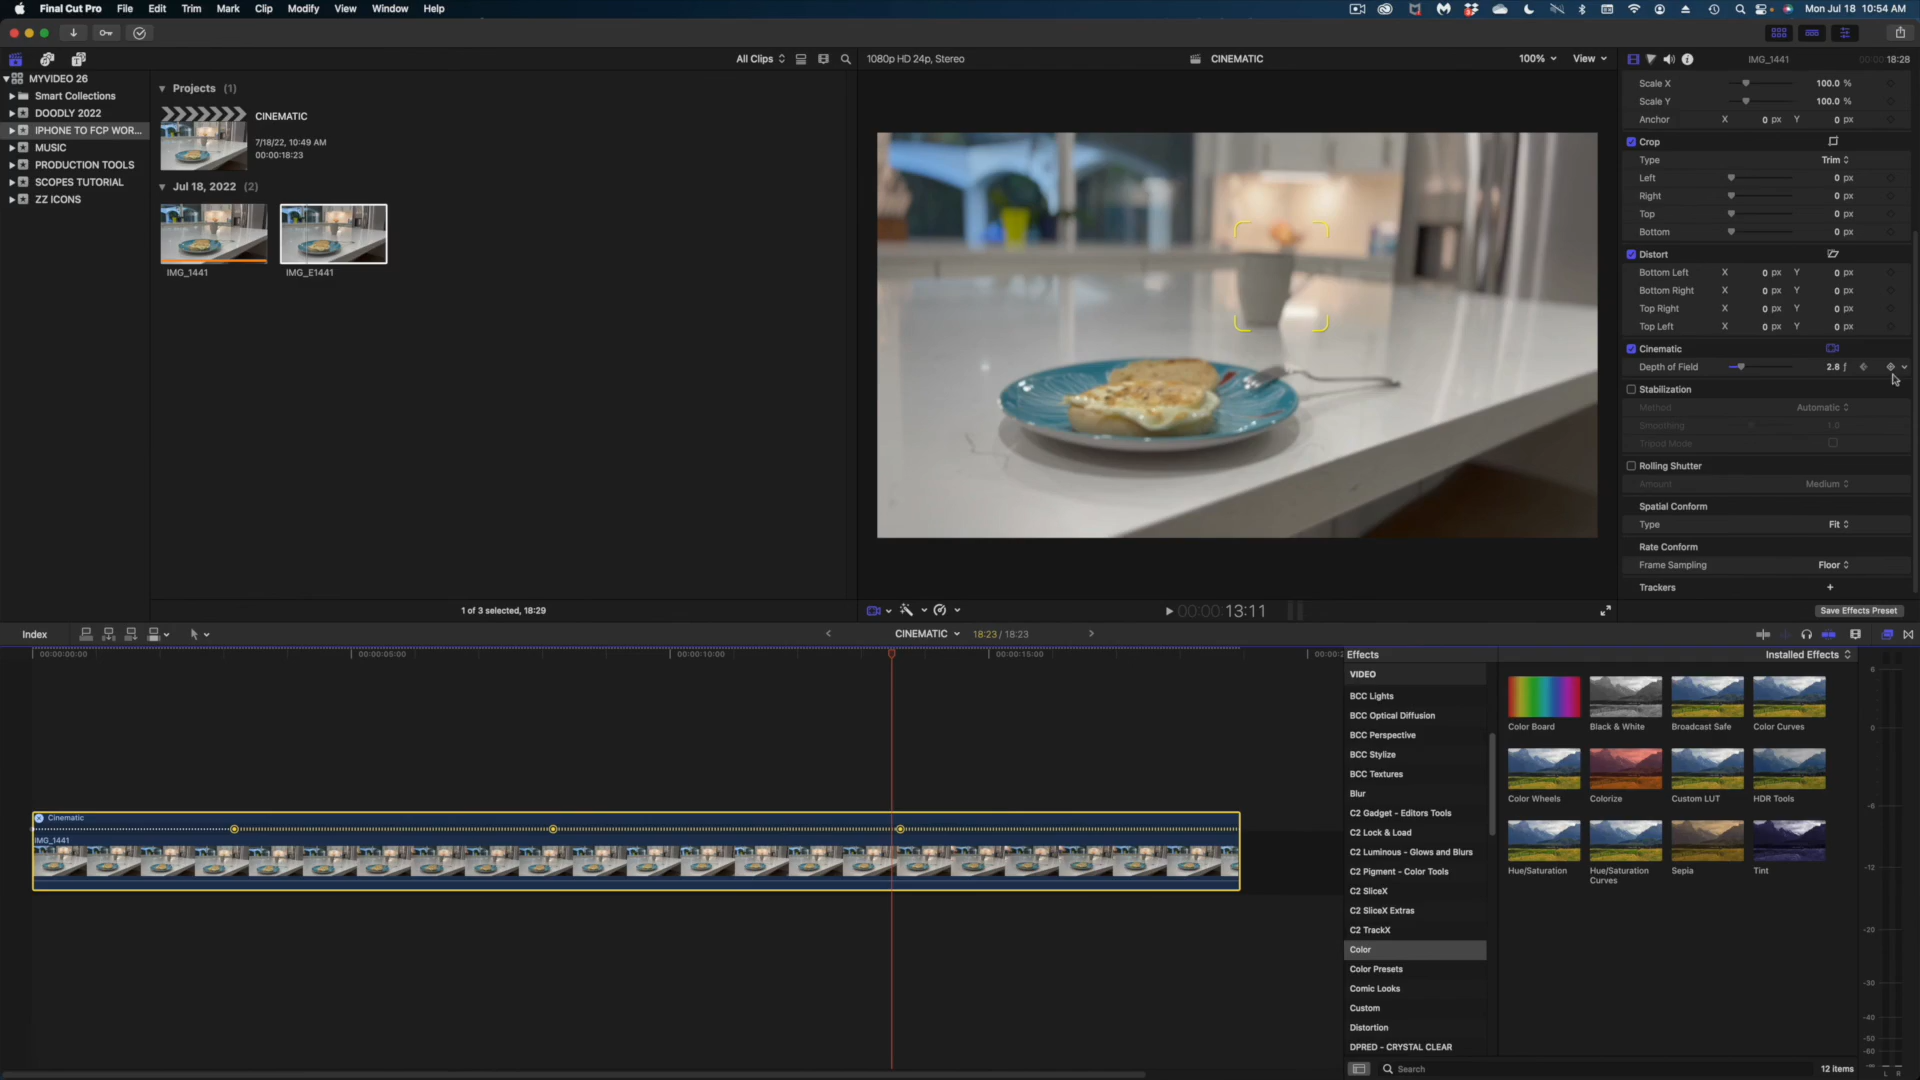 Final Cut Pro File Edit Trim Mark Clip Modify View Window Help Mon Jul 18 10:54 AM
All Clips 1080p HD 24p, Stereo CINEMATIC 100% View IMG_1441 00:00:18:28
MYVIDEO 26
Smart Collections
DOODLY 2022
IPHONE TO FCP WOR...
MUSIC
PRODUCTION TOOLS
SCOPES TUTORIAL
ZZ ICONS
Projects (1)
CINEMATIC
7/18/22, 10:49 AM
00:00:18:23
Jul 18, 2022 (2)
IMG_1441 IMG_E1441
1 of 3 selected, 18:29
00:00:13:11
Scale X 100.0 %
Scale Y 100.0 %
Anchor X 0 px Y 0 px
Crop
Type Trim
Left 0 px
Right 0 px
Top 0 px
Bottom 0 px
Distort
Bottom Left X 0 px Y 0 px
Bottom Right X 0 px Y 0 px
Top Right X 0 px Y 0 px
Top Left X 0 px Y 0 px
Cinematic
Depth of Field 2.8 f
Stabilization
Method Automatic
Smoothing 1.0
Tripod Mode
Rolling Shutter
Amount Medium
Spatial Conform
Type Fit
Rate Conform
Frame Sampling Floor
Trackers +
Save Effects Preset
Index CINEMATIC 18:23 / 18:23
00:00:00:00 00:00:05:00 00:00:10:00 00:00:15:00
Cinematic
IMG_1441
Effects Installed Effects
VIDEO
BCC Lights
BCC Optical Diffusion
BCC Perspective
BCC Stylize
BCC Textures
Blur
C2 Gadget - Editors Tools
C2 Lock & Load
C2 Luminous - Glows and Blurs
C2 Pigment - Color Tools
C2 SliceX
C2 SliceX Extras
C2 TrackX
Color
Color Presets
Comic Looks
Custom
Distortion
DPRED - CRYSTAL CLEAR
Color Board Black & White Broadcast Safe Color Curves
Color Wheels Colorize Custom LUT HDR Tools
Hue/Saturation Hue/Saturation Curves Sepia Tint
Search 12 items
6
0
-6
-12
-20
-30
-40
-50
-60
L R